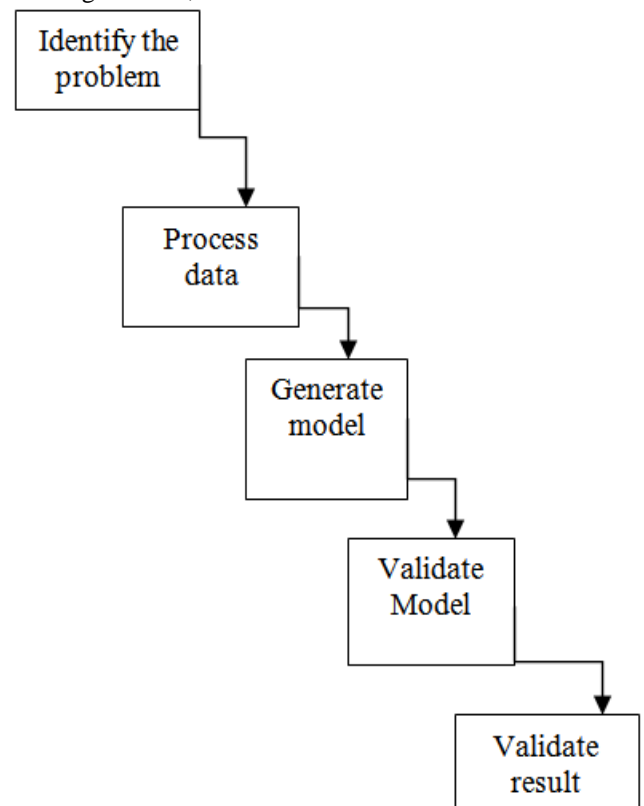 Identify the
problem
Process
data
Generate
model
Validate
Model
Validate
result